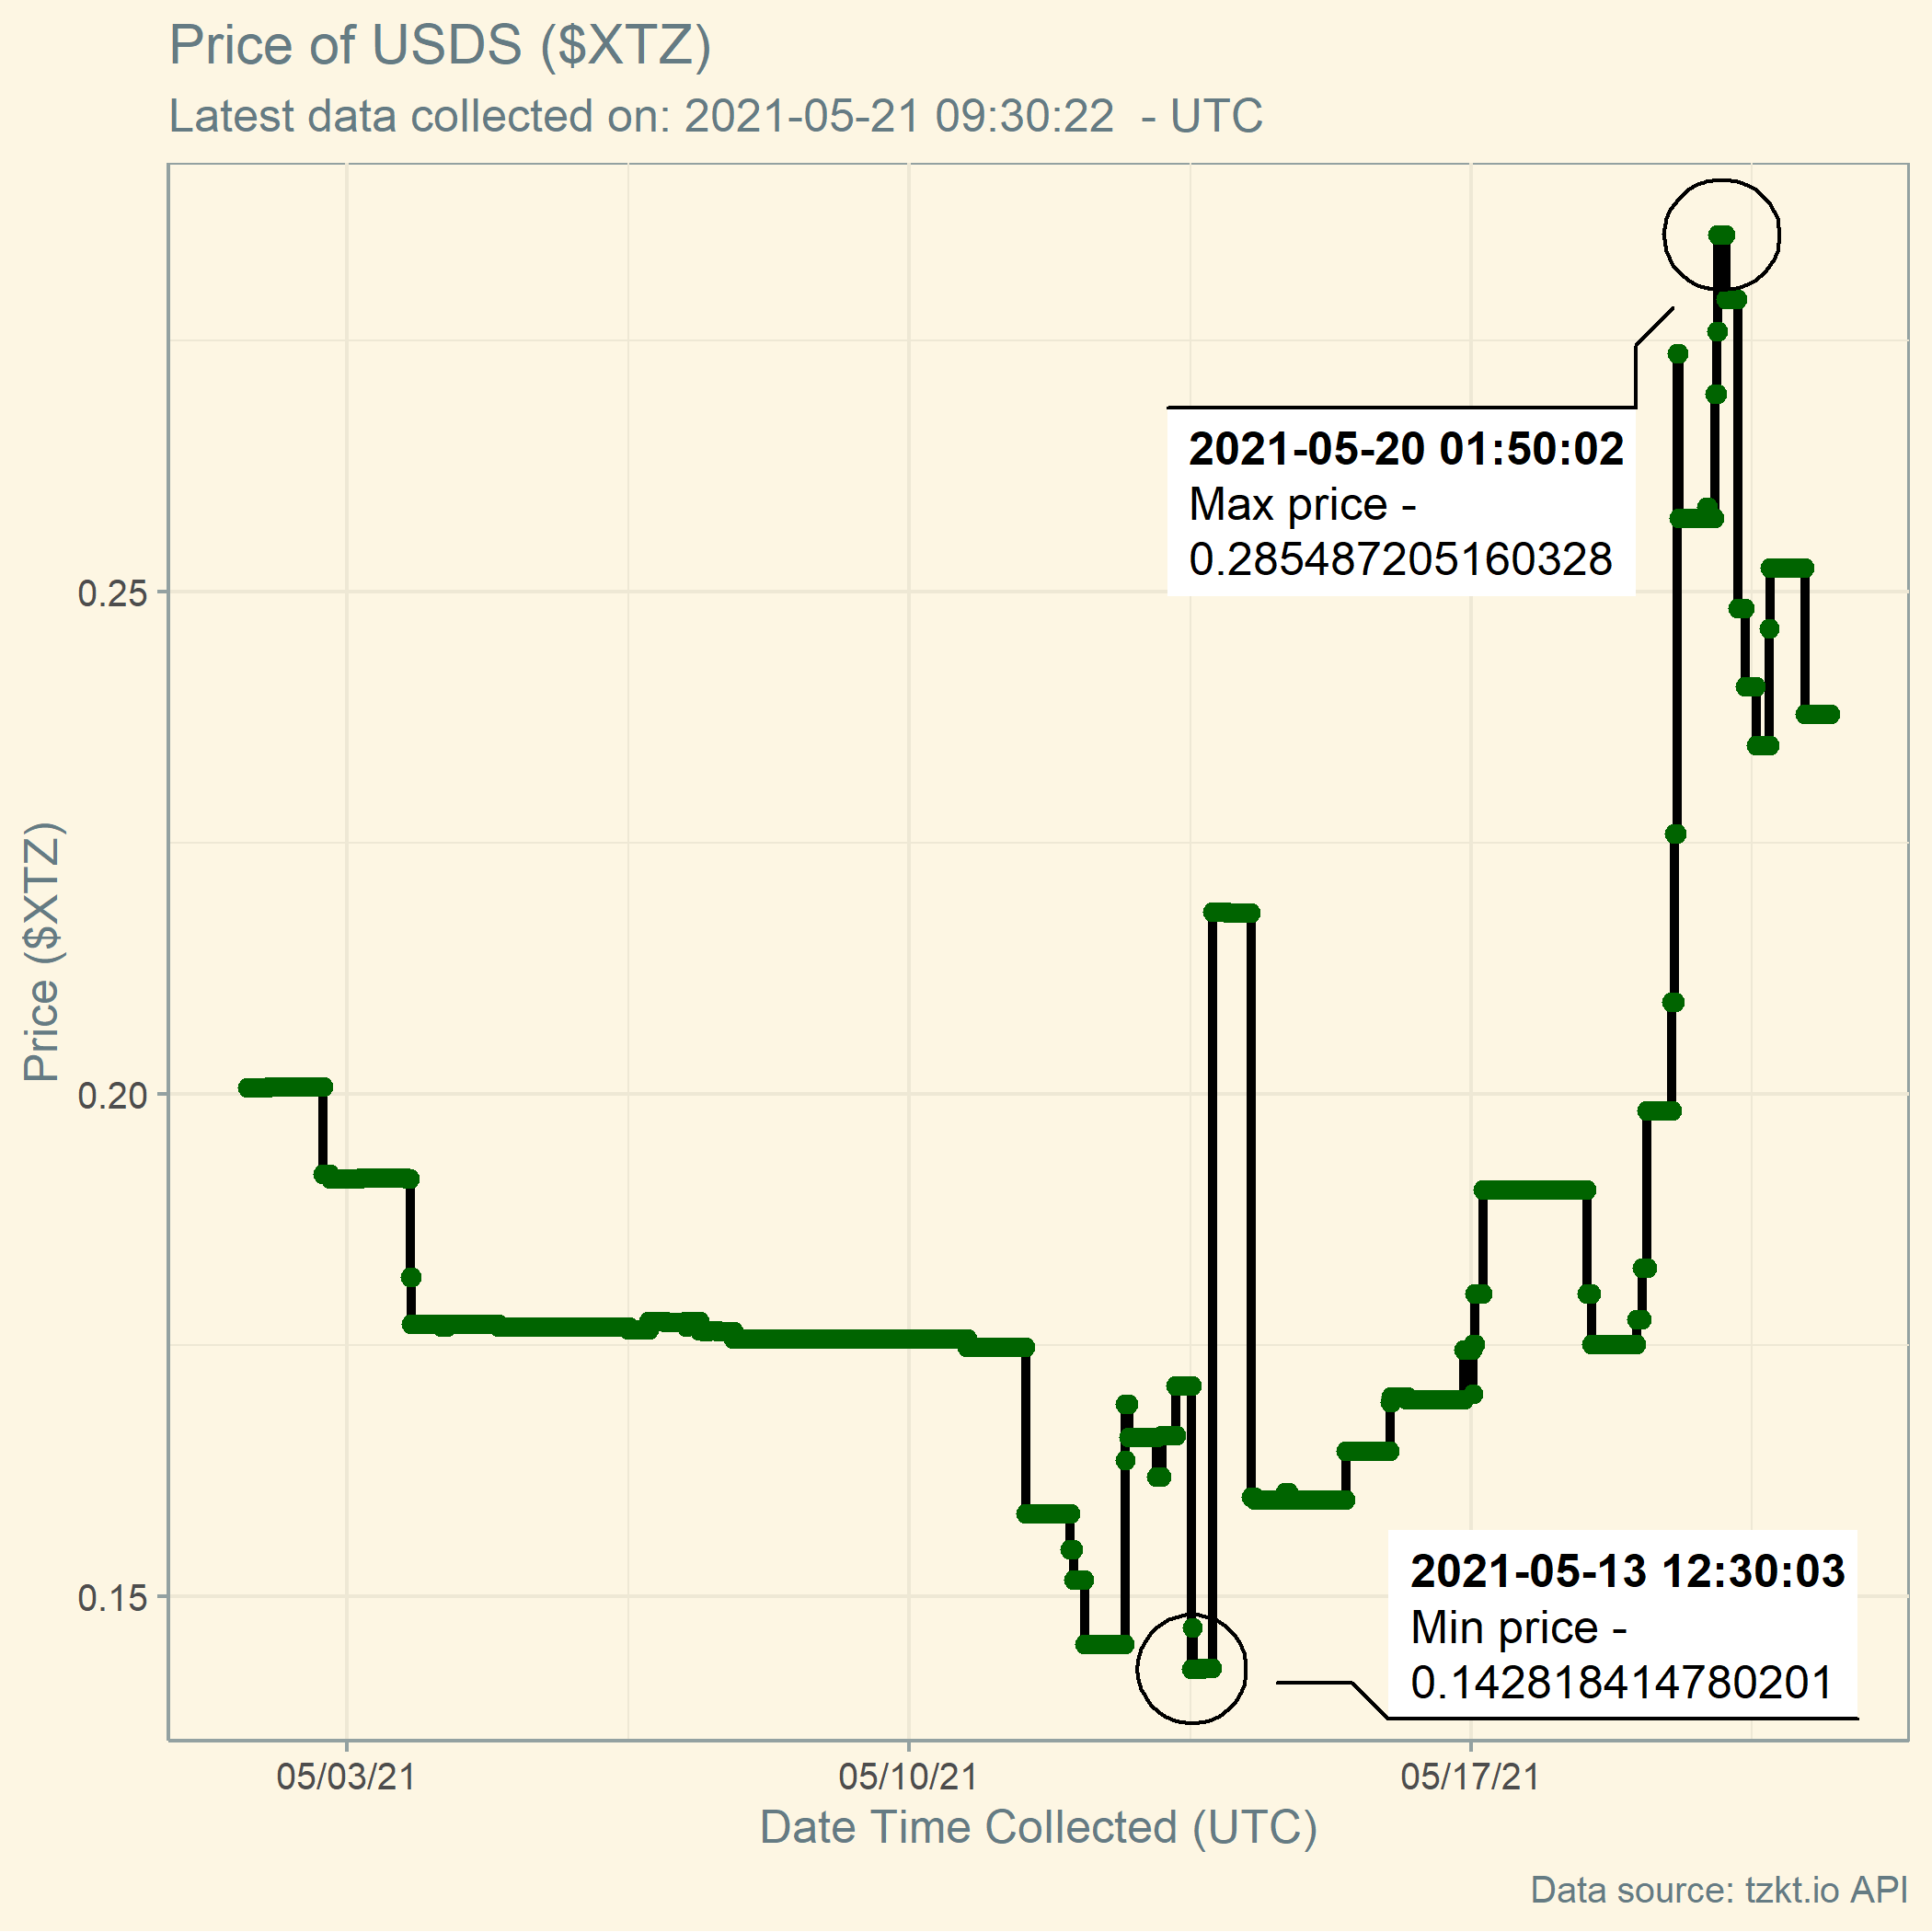 Price of USDS ($XTZ)
Latest data collected on: 2021-05-21 09:30:22  - UTC
2021-05-20 01:50:02
Max price -
0.285487205160328
0.25
0.20
0.15
Price ($XTZ)
2021-05-13 12:30:03
Min price -
0.142818414780201
05/03/21
05/10/21
05/17/21
Date Time Collected (UTC)
Data source: tzkt.io API